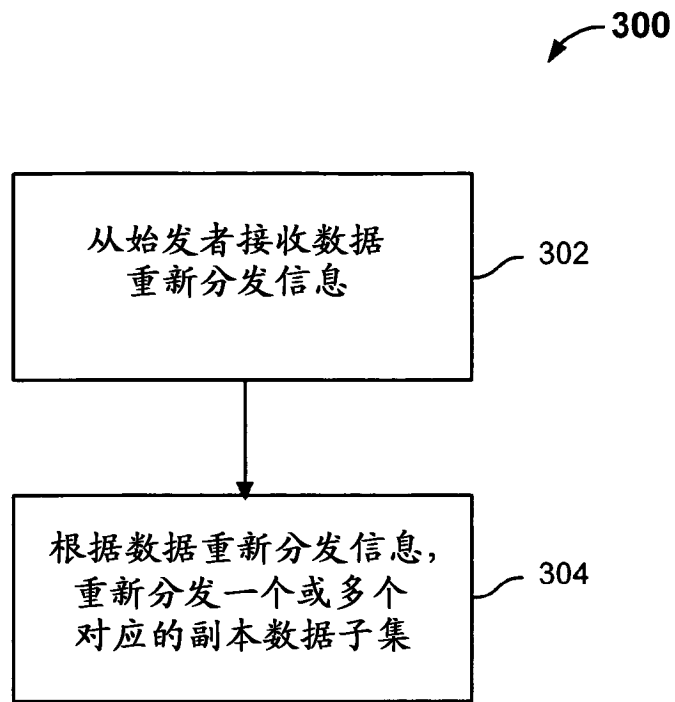 300
从始发者接收数据
重新分发信息
302
根据数据重新分发信息，
重新分发一个或多个
对应的副本数据子集
304